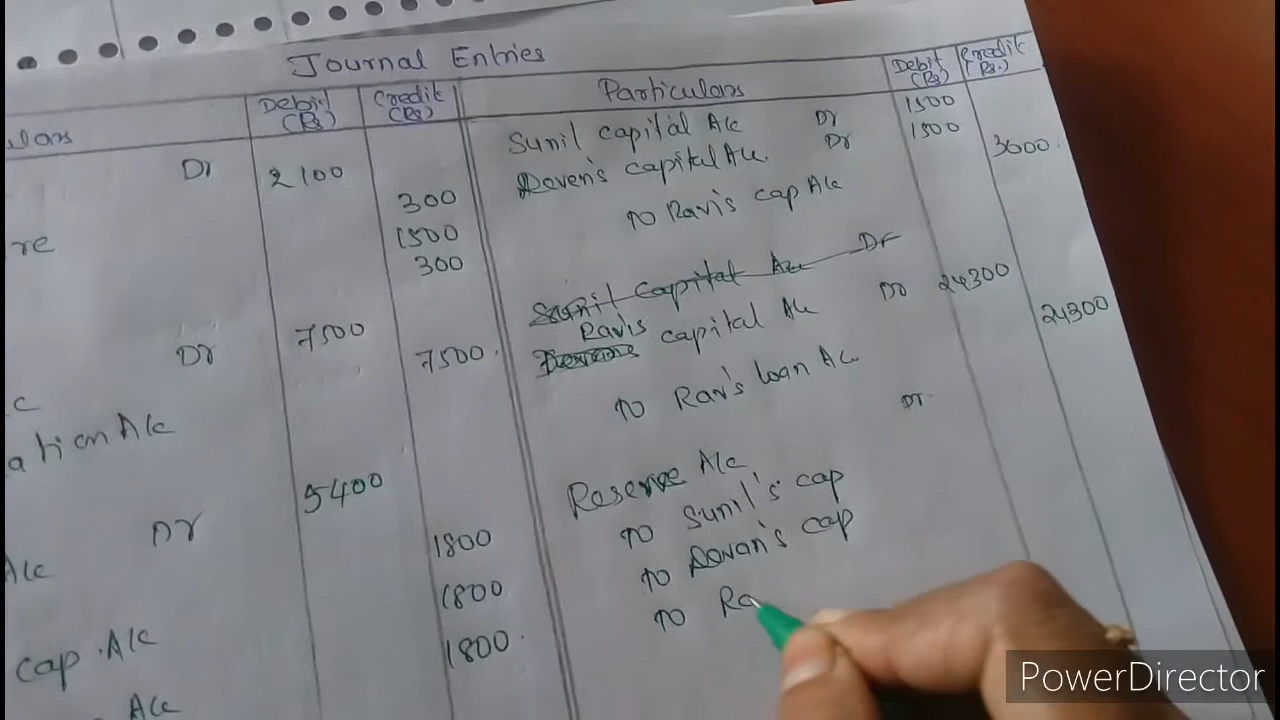 Journal Entries
ulars Debit (Rs) Credit (Rs)
Dr 2100
300
re 1500
300
Dr 7500
7500.
c
ation A/c
Dr 5400
A/c 1800
1800
cap. A/c 1800.
A/c
Particulars Debit (Rs) Credit (Rs.)
Sunil capital A/c Dr 1500
Daven's capital A/c. Dr 1500
To Ravi's cap A/c 3000.
Sunil capital A/c Dr
Ravis
capital A/c Dr 24300
To Ravi's loan A/c 24300
Reserve A/c Dr.
To Sunil's cap
To Davan's cap
To Ra
PowerDirector